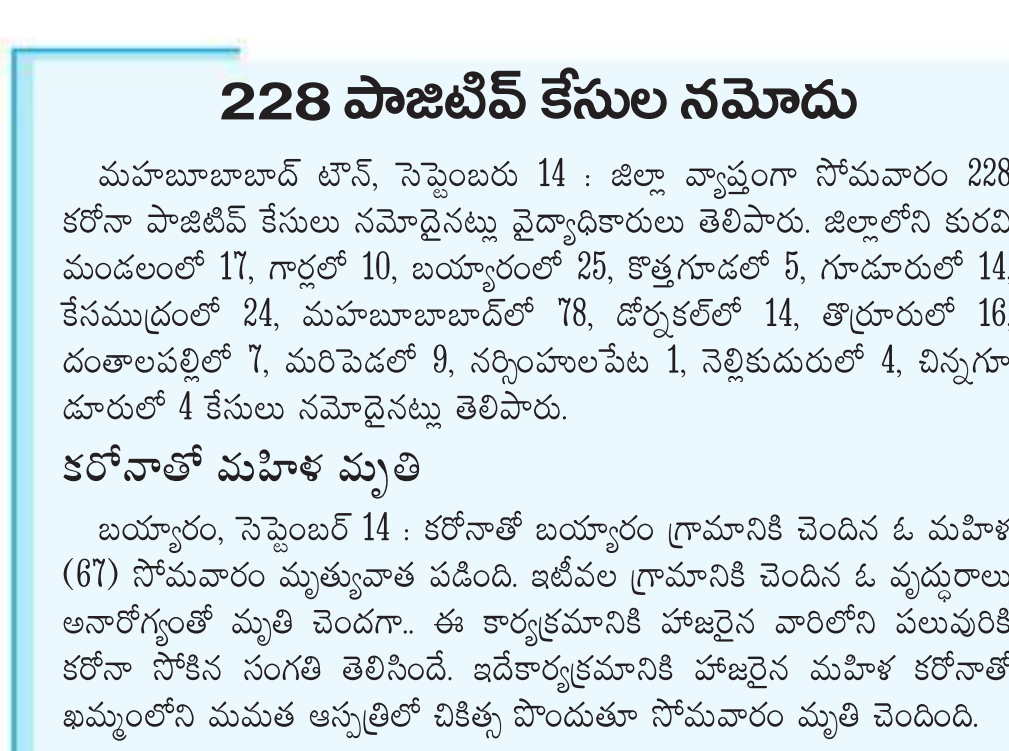 228 పాజిటివ్ కేసుల నమోదు
మహబూబాబాద్ టౌన్, సెప్టెంబరు 14 : జిల్లా వ్యాప్తంగా సోమవారం 228
కరోనా పాజిటివ్ కేసులు నమోదైనట్లు వైద్యాధికారులు తెలిపారు. జిల్లాలోని కురవి
మండలంలో 17, గార్లలో 10, బయ్యారంలో 25, కొత్తగూడలో 5, గూడూరులో 14,
కేసముద్రంలో 24, మహబూబాబాద్‌లో 78, డోర్నకల్‌లో 14, తొర్రూరులో 16,
దంతాలపల్లిలో 7, మరిపెడలో 9, నర్సింహులపేట 1, నెల్లికుదురులో 4, చిన్నగూ
డూరులో 4 కేసులు నమోదైనట్లు తెలిపారు.
కరోనాతో మహిళ మృతి
బయ్యారం, సెప్టెంబర్ 14 : కరోనాతో బయ్యారం గ్రామానికి చెందిన ఓ మహిళ
(67) సోమవారం మృత్యువాత పడింది. ఇటీవల గ్రామానికి చెందిన ఓ వృద్ధురాలు
అనారోగ్యంతో మృతి చెందగా.. ఈ కార్యక్రమానికి హాజరైన వారిలోని పలువురికి
కరోనా సోకిన సంగతి తెలిసిందే. ఇదేకార్యక్రమానికి హాజరైన మహిళ కరోనాతో
ఖమ్మంలోని మమత ఆస్పత్రిలో చికిత్స పొందుతూ సోమవారం మృతి చెందింది.